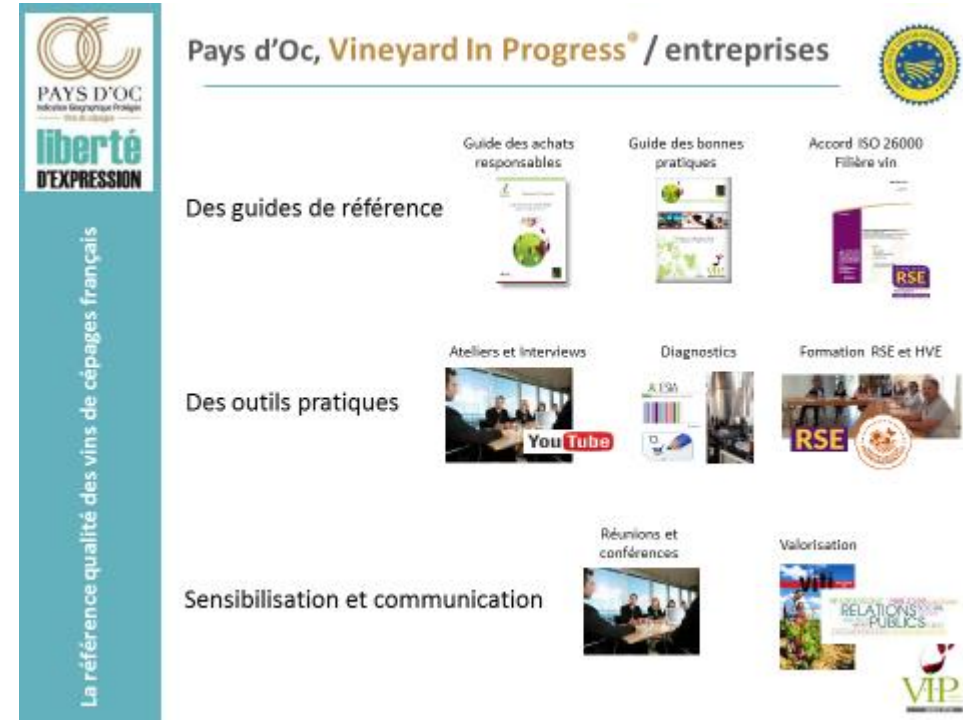 PAYS D'OC
Indication Géographique Protégée
liberté
D'EXPRESSION
La référence qualité des vins de cépages français
Pays d'Oc, Vineyard In Progress® / entreprises
Des guides de référence
Guide des achats
responsables
Guide des bonnes
pratiques
VIP
Accord ISO 26000
Filière vin
RSE
Des outils pratiques
Ateliers et Interviews
YouTube
Diagnostics
Formation RSE et HVE
RSE
Sensibilisation et communication
Réunions et
conférences
Valorisation
viti
RELATIONS
PUBLICS
VIP